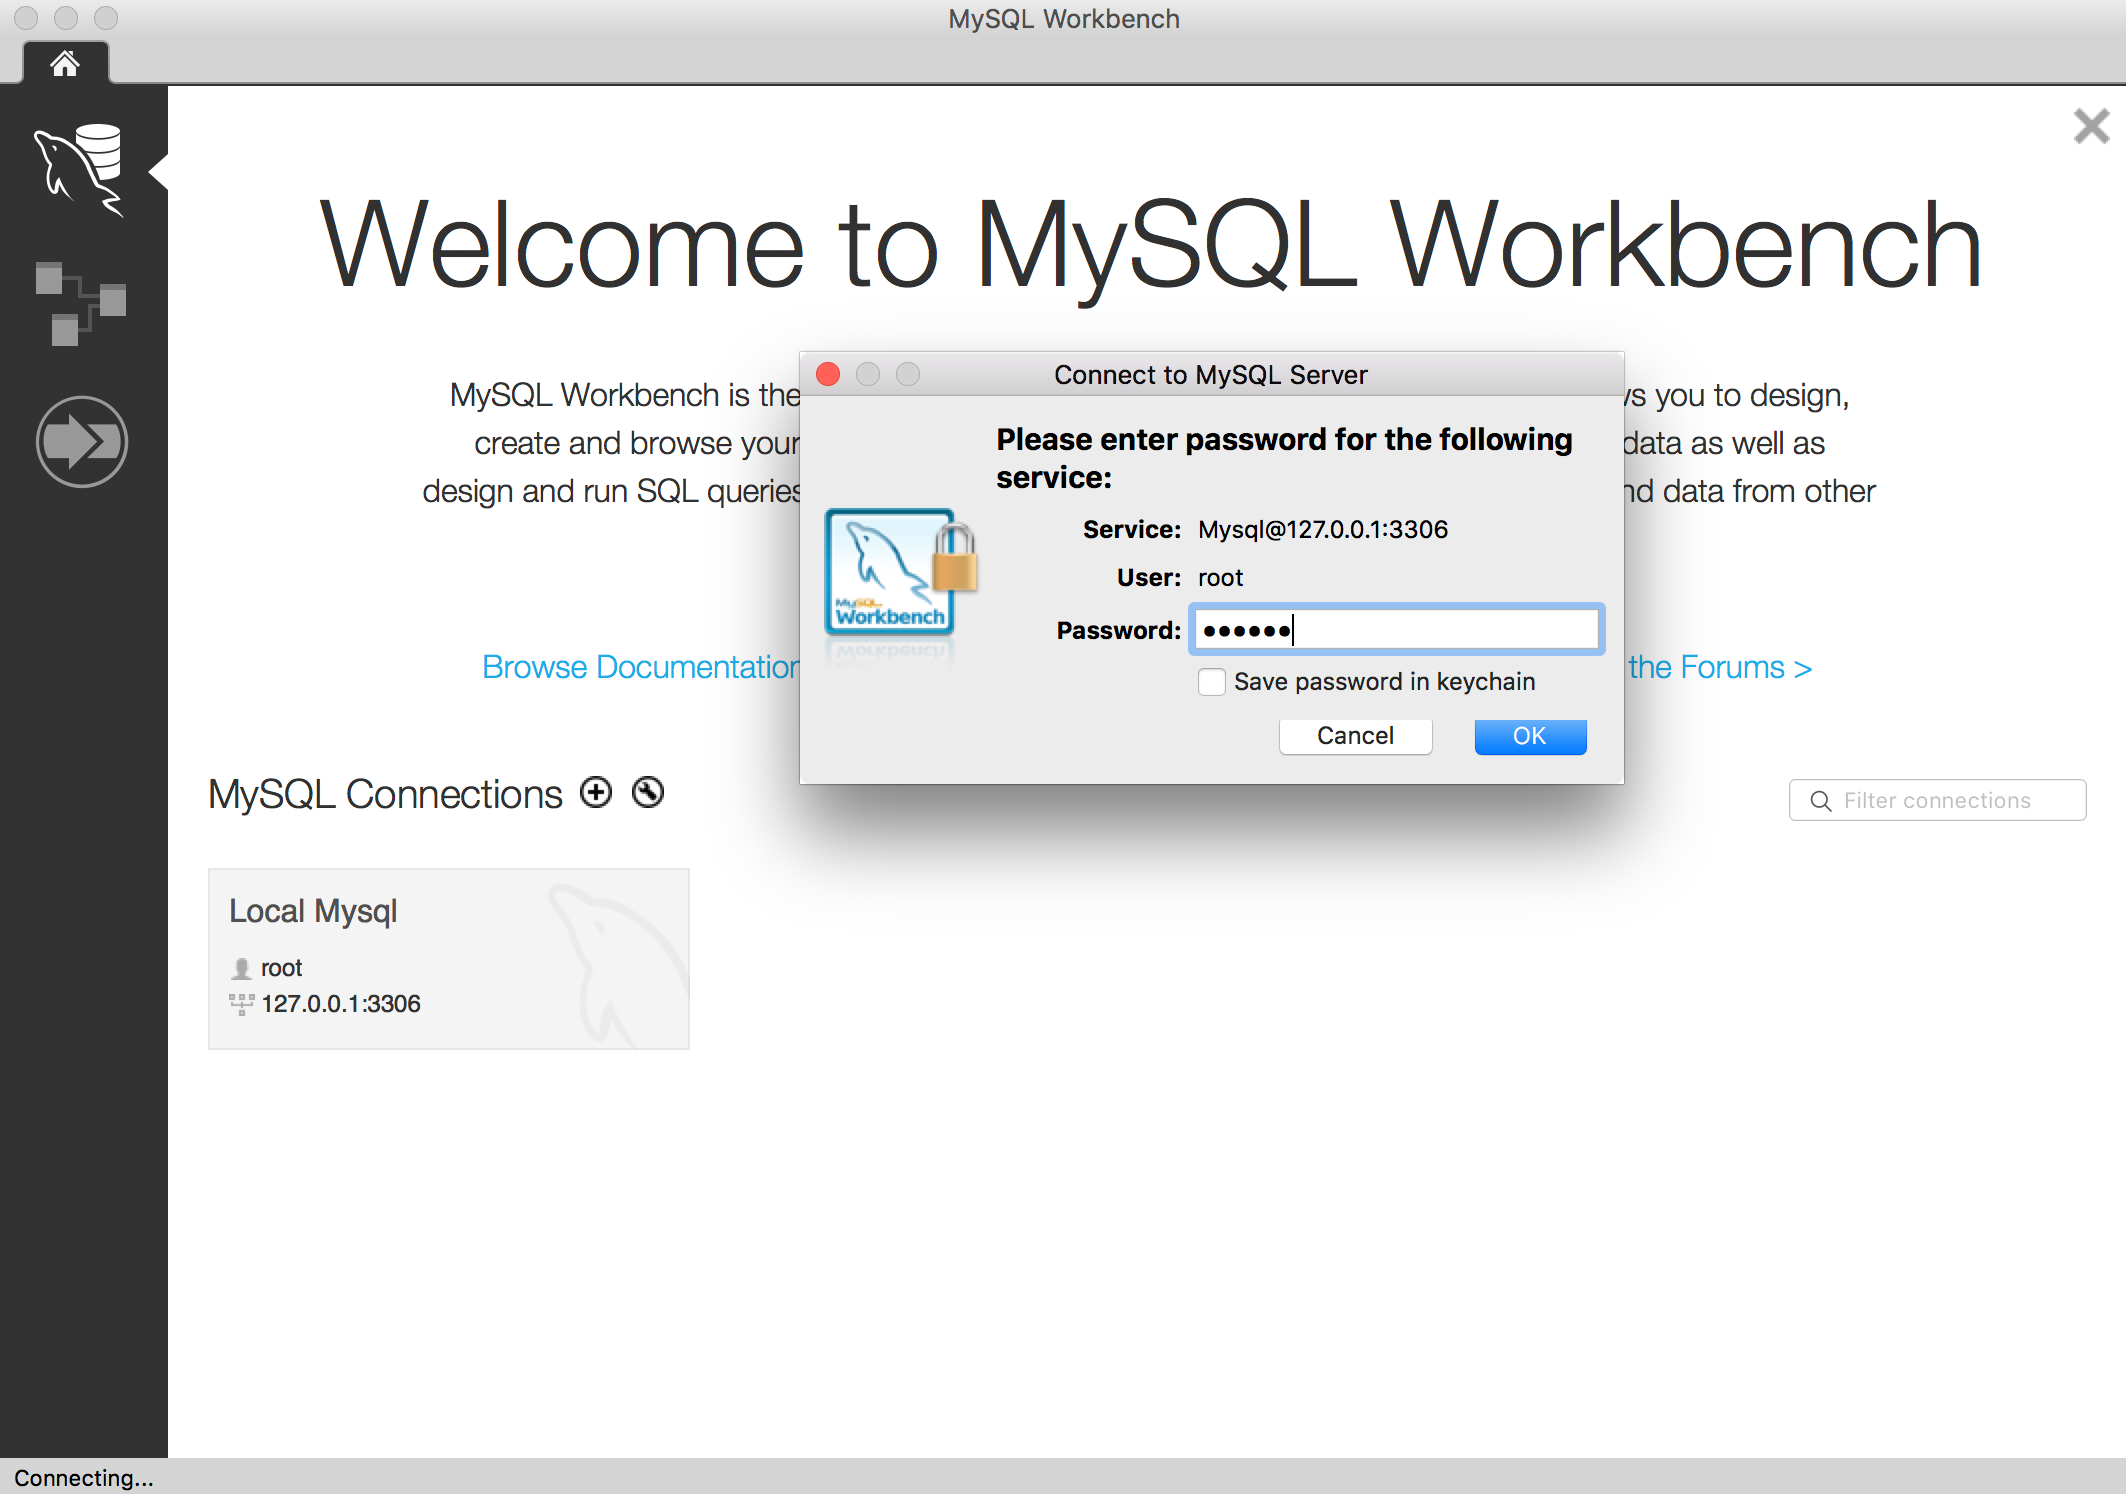 MySQL Workbench
Welcome to MySQL Workbench
MySQL Workbench is the
s you to design,
create and browse your
data as well as
design and run SQL queries
nd data from other
Browse Documentation
the Forums >
Connect to MySQL Server
Please enter password for the following
service:
Service: Mysql@127.0.0.1:3306
User: root
Password: ••••••
Save password in keychain
Cancel OK
MySQL
Workbench
MySQL Connections
Filter connections
Local Mysql
root
127.0.0.1:3306
Connecting...